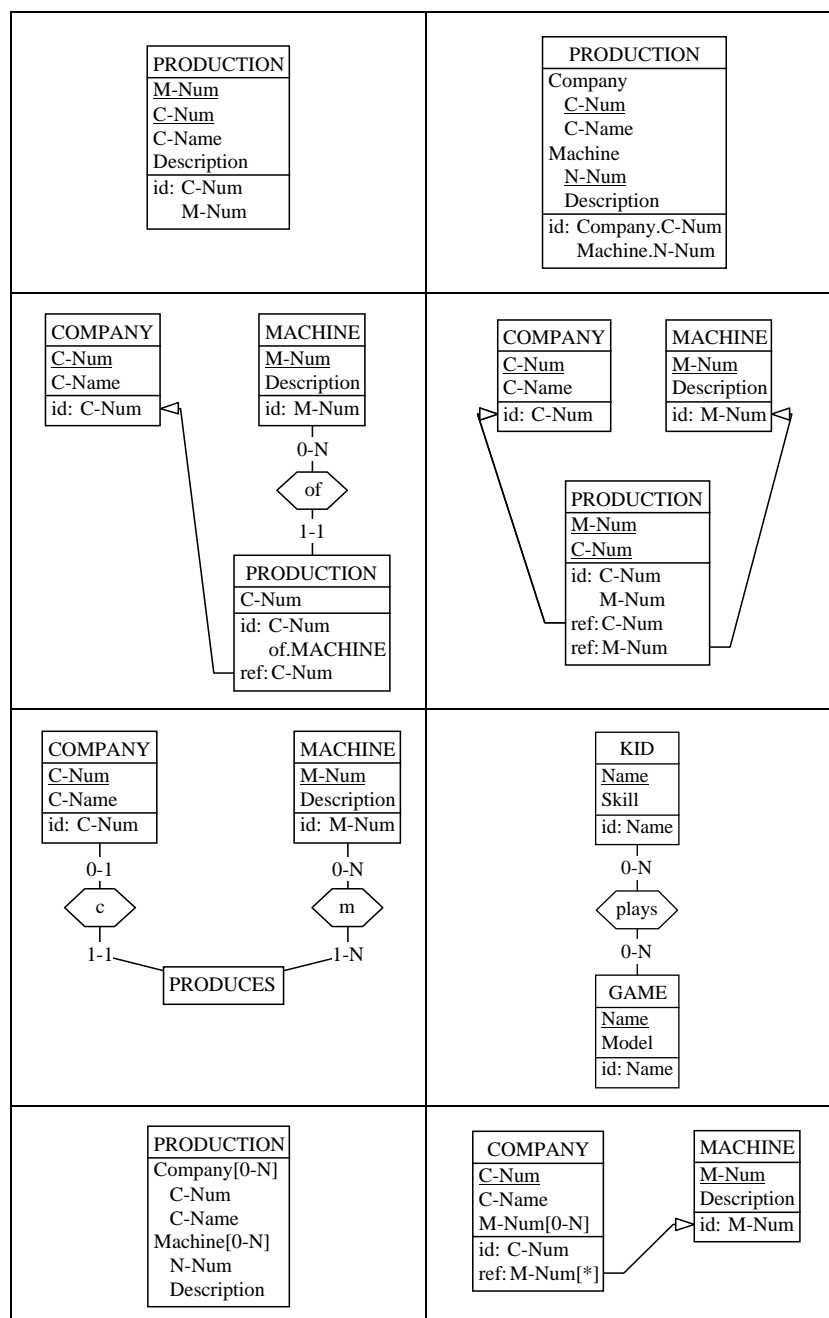 PRODUCTION
M-Num
C-Num
C-Name
Description
id: C-Num
M-Num
PRODUCTION
Company
C-Num
C-Name
Machine
N-Num
Description
id: Company.C-Num
Machine.N-Num
COMPANY
C-Num
C-Name
id: C-Num
MACHINE
M-Num
Description
id: M-Num
0-N
of
1-1
PRODUCTION
C-Num
id: C-Num
of.MACHINE
ref: C-Num
COMPANY
C-Num
C-Name
id: C-Num
MACHINE
M-Num
Description
id: M-Num
PRODUCTION
M-Num
C-Num
id: C-Num
M-Num
ref: C-Num
ref: M-Num
COMPANY
C-Num
C-Name
id: C-Num
MACHINE
M-Num
Description
id: M-Num
0-1
0-N
c
m
1-1
1-N
PRODUCES
KID
Name
Skill
id: Name
0-N
plays
0-N
GAME
Name
Model
id: Name
PRODUCTION
Company[0-N]
C-Num
C-Name
Machine[0-N]
N-Num
Description
COMPANY
C-Num
C-Name
M-Num[0-N]
id: C-Num
ref: M-Num[*]
MACHINE
M-Num
Description
id: M-Num